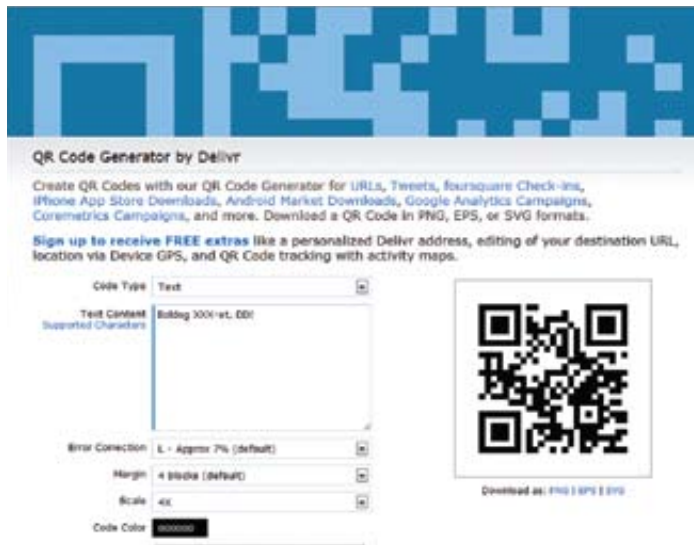 QR Code Generator by Delivr
Create QR Codes with our QR Code Generator for URLs, Tweets, foursquare Check-ins,
iPhone App Store Downloads, Android Market Downloads, Google Analytics Campaigns,
Coremetrics Campaigns, and more. Download a QR Code in PNG, EPS, or SVG formats.
Sign up to receive FREE extras like a personalized Delivr address, editing of your destination URL,
location via Device GPS, and QR Code tracking with activity maps.
Code Type Text
Text Content Boldog XXX-et, DDK
Supported Characters
Error Correction L - Approx 7% (default)
Margin 4 blocks (default)
Scale 4X
Code Color 000000
Download as: PNG | EPS | SVG